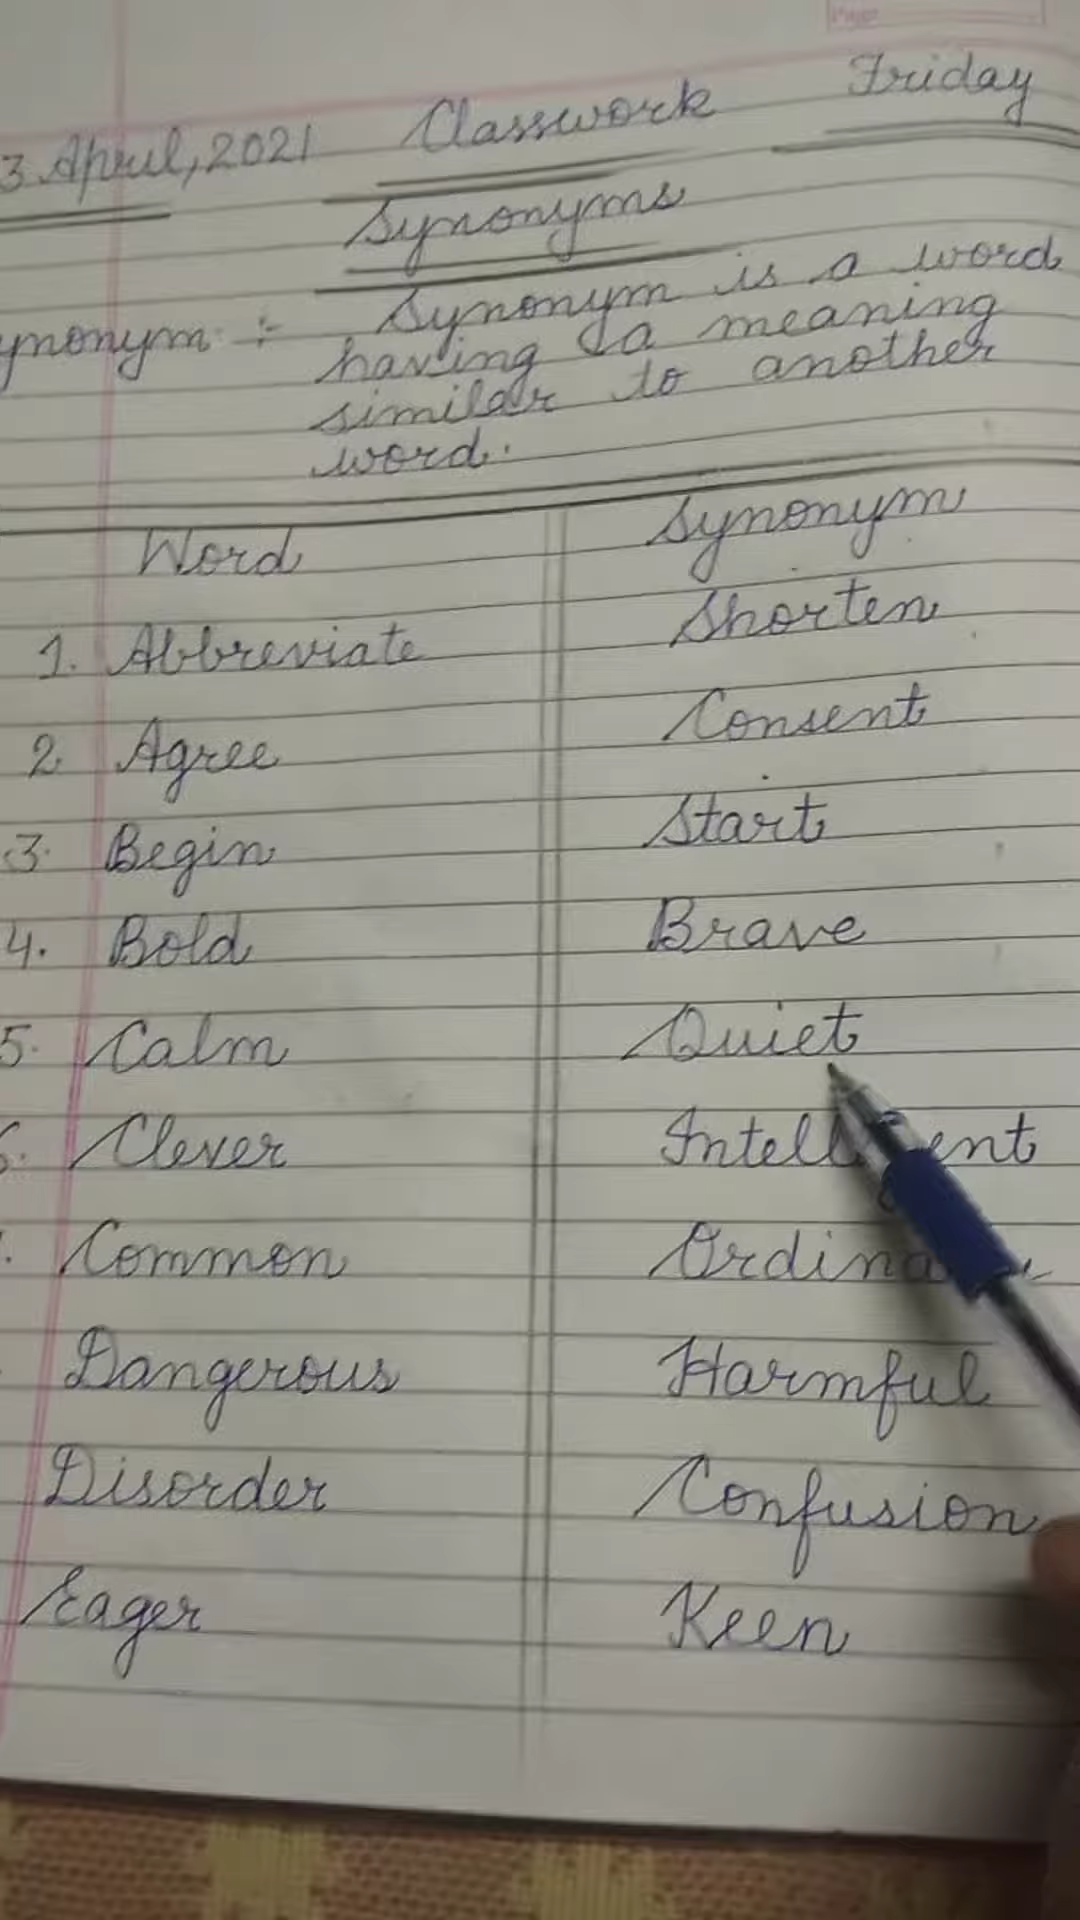 3 April, 2021 Classwork Friday
Synonyms
ynonym :- Synonym is a word
having a meaning
similar to another
word.
Word Synonym
1. Abbreviate Shorten
2 Agree Consent
3. Begin Start
4. Bold Brave
5. Calm Quiet
6. Clever
Common
Dangerous Harmful
Disorder Confusion
Eager Keen